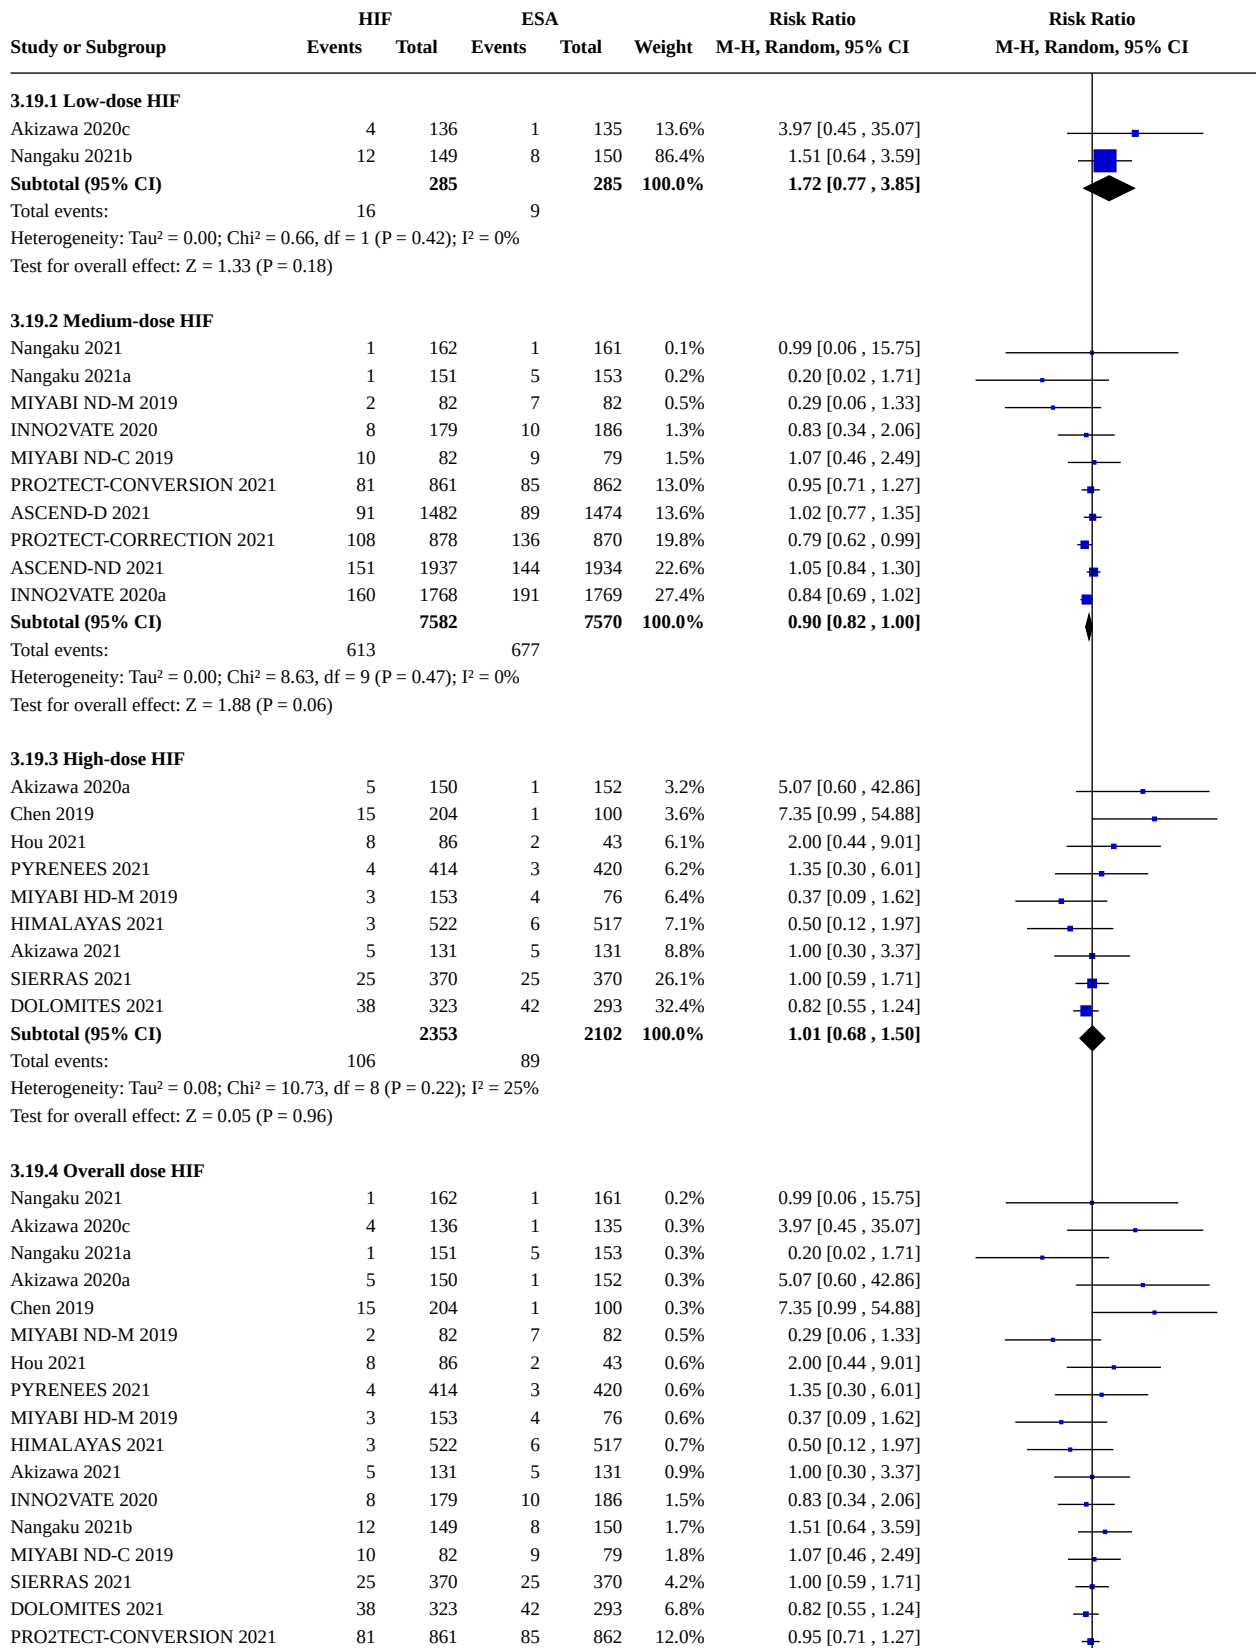 HIF ESA Risk Ratio Risk Ratio
Study or Subgroup Events Total Events Total Weight M-H, Random, 95% CI M-H, Random, 95% CI
3.19.1 Low-dose HIF
Akizawa 2020c 4 136 1 135 13.6% 3.97 [0.45 , 35.07]
Nangaku 2021b 12 149 8 150 86.4% 1.51 [0.64 , 3.59]
Subtotal (95% CI) 285 285 100.0% 1.72 [0.77 , 3.85]
Total events: 16 9
Heterogeneity: Tau² = 0.00; Chi² = 0.66, df = 1 (P = 0.42); I² = 0%
Test for overall effect: Z = 1.33 (P = 0.18)
3.19.2 Medium-dose HIF
Nangaku 2021 1 162 1 161 0.1% 0.99 [0.06 , 15.75]
Nangaku 2021a 1 151 5 153 0.2% 0.20 [0.02 , 1.71]
MIYABI ND-M 2019 2 82 7 82 0.5% 0.29 [0.06 , 1.33]
INNO2VATE 2020 8 179 10 186 1.3% 0.83 [0.34 , 2.06]
MIYABI ND-C 2019 10 82 9 79 1.5% 1.07 [0.46 , 2.49]
PRO2TECT-CONVERSION 2021 81 861 85 862 13.0% 0.95 [0.71 , 1.27]
ASCEND-D 2021 91 1482 89 1474 13.6% 1.02 [0.77 , 1.35]
PRO2TECT-CORRECTION 2021 108 878 136 870 19.8% 0.79 [0.62 , 0.99]
ASCEND-ND 2021 151 1937 144 1934 22.6% 1.05 [0.84 , 1.30]
INNO2VATE 2020a 160 1768 191 1769 27.4% 0.84 [0.69 , 1.02]
Subtotal (95% CI) 7582 7570 100.0% 0.90 [0.82 , 1.00]
Total events: 613 677
Heterogeneity: Tau² = 0.00; Chi² = 8.63, df = 9 (P = 0.47); I² = 0%
Test for overall effect: Z = 1.88 (P = 0.06)
3.19.3 High-dose HIF
Akizawa 2020a 5 150 1 152 3.2% 5.07 [0.60 , 42.86]
Chen 2019 15 204 1 100 3.6% 7.35 [0.99 , 54.88]
Hou 2021 8 86 2 43 6.1% 2.00 [0.44 , 9.01]
PYRENEES 2021 4 414 3 420 6.2% 1.35 [0.30 , 6.01]
MIYABI HD-M 2019 3 153 4 76 6.4% 0.37 [0.09 , 1.62]
HIMALAYAS 2021 3 522 6 517 7.1% 0.50 [0.12 , 1.97]
Akizawa 2021 5 131 5 131 8.8% 1.00 [0.30 , 3.37]
SIERRAS 2021 25 370 25 370 26.1% 1.00 [0.59 , 1.71]
DOLOMITES 2021 38 323 42 293 32.4% 0.82 [0.55 , 1.24]
Subtotal (95% CI) 2353 2102 100.0% 1.01 [0.68 , 1.50]
Total events: 106 89
Heterogeneity: Tau² = 0.08; Chi² = 10.73, df = 8 (P = 0.22); I² = 25%
Test for overall effect: Z = 0.05 (P = 0.96)
3.19.4 Overall dose HIF
Nangaku 2021 1 162 1 161 0.2% 0.99 [0.06 , 15.75]
Akizawa 2020c 4 136 1 135 0.3% 3.97 [0.45 , 35.07]
Nangaku 2021a 1 151 5 153 0.3% 0.20 [0.02 , 1.71]
Akizawa 2020a 5 150 1 152 0.3% 5.07 [0.60 , 42.86]
Chen 2019 15 204 1 100 0.3% 7.35 [0.99 , 54.88]
MIYABI ND-M 2019 2 82 7 82 0.5% 0.29 [0.06 , 1.33]
Hou 2021 8 86 2 43 0.6% 2.00 [0.44 , 9.01]
PYRENEES 2021 4 414 3 420 0.6% 1.35 [0.30 , 6.01]
MIYABI HD-M 2019 3 153 4 76 0.6% 0.37 [0.09 , 1.62]
HIMALAYAS 2021 3 522 6 517 0.7% 0.50 [0.12 , 1.97]
Akizawa 2021 5 131 5 131 0.9% 1.00 [0.30 , 3.37]
INNO2VATE 2020 8 179 10 186 1.5% 0.83 [0.34 , 2.06]
Nangaku 2021b 12 149 8 150 1.7% 1.51 [0.64 , 3.59]
MIYABI ND-C 2019 10 82 9 79 1.8% 1.07 [0.46 , 2.49]
SIERRAS 2021 25 370 25 370 4.2% 1.00 [0.59 , 1.71]
DOLOMITES 2021 38 323 42 293 6.8% 0.82 [0.55 , 1.24]
PRO2TECT-CONVERSION 2021 81 861 85 862 12.0% 0.95 [0.71 , 1.27]